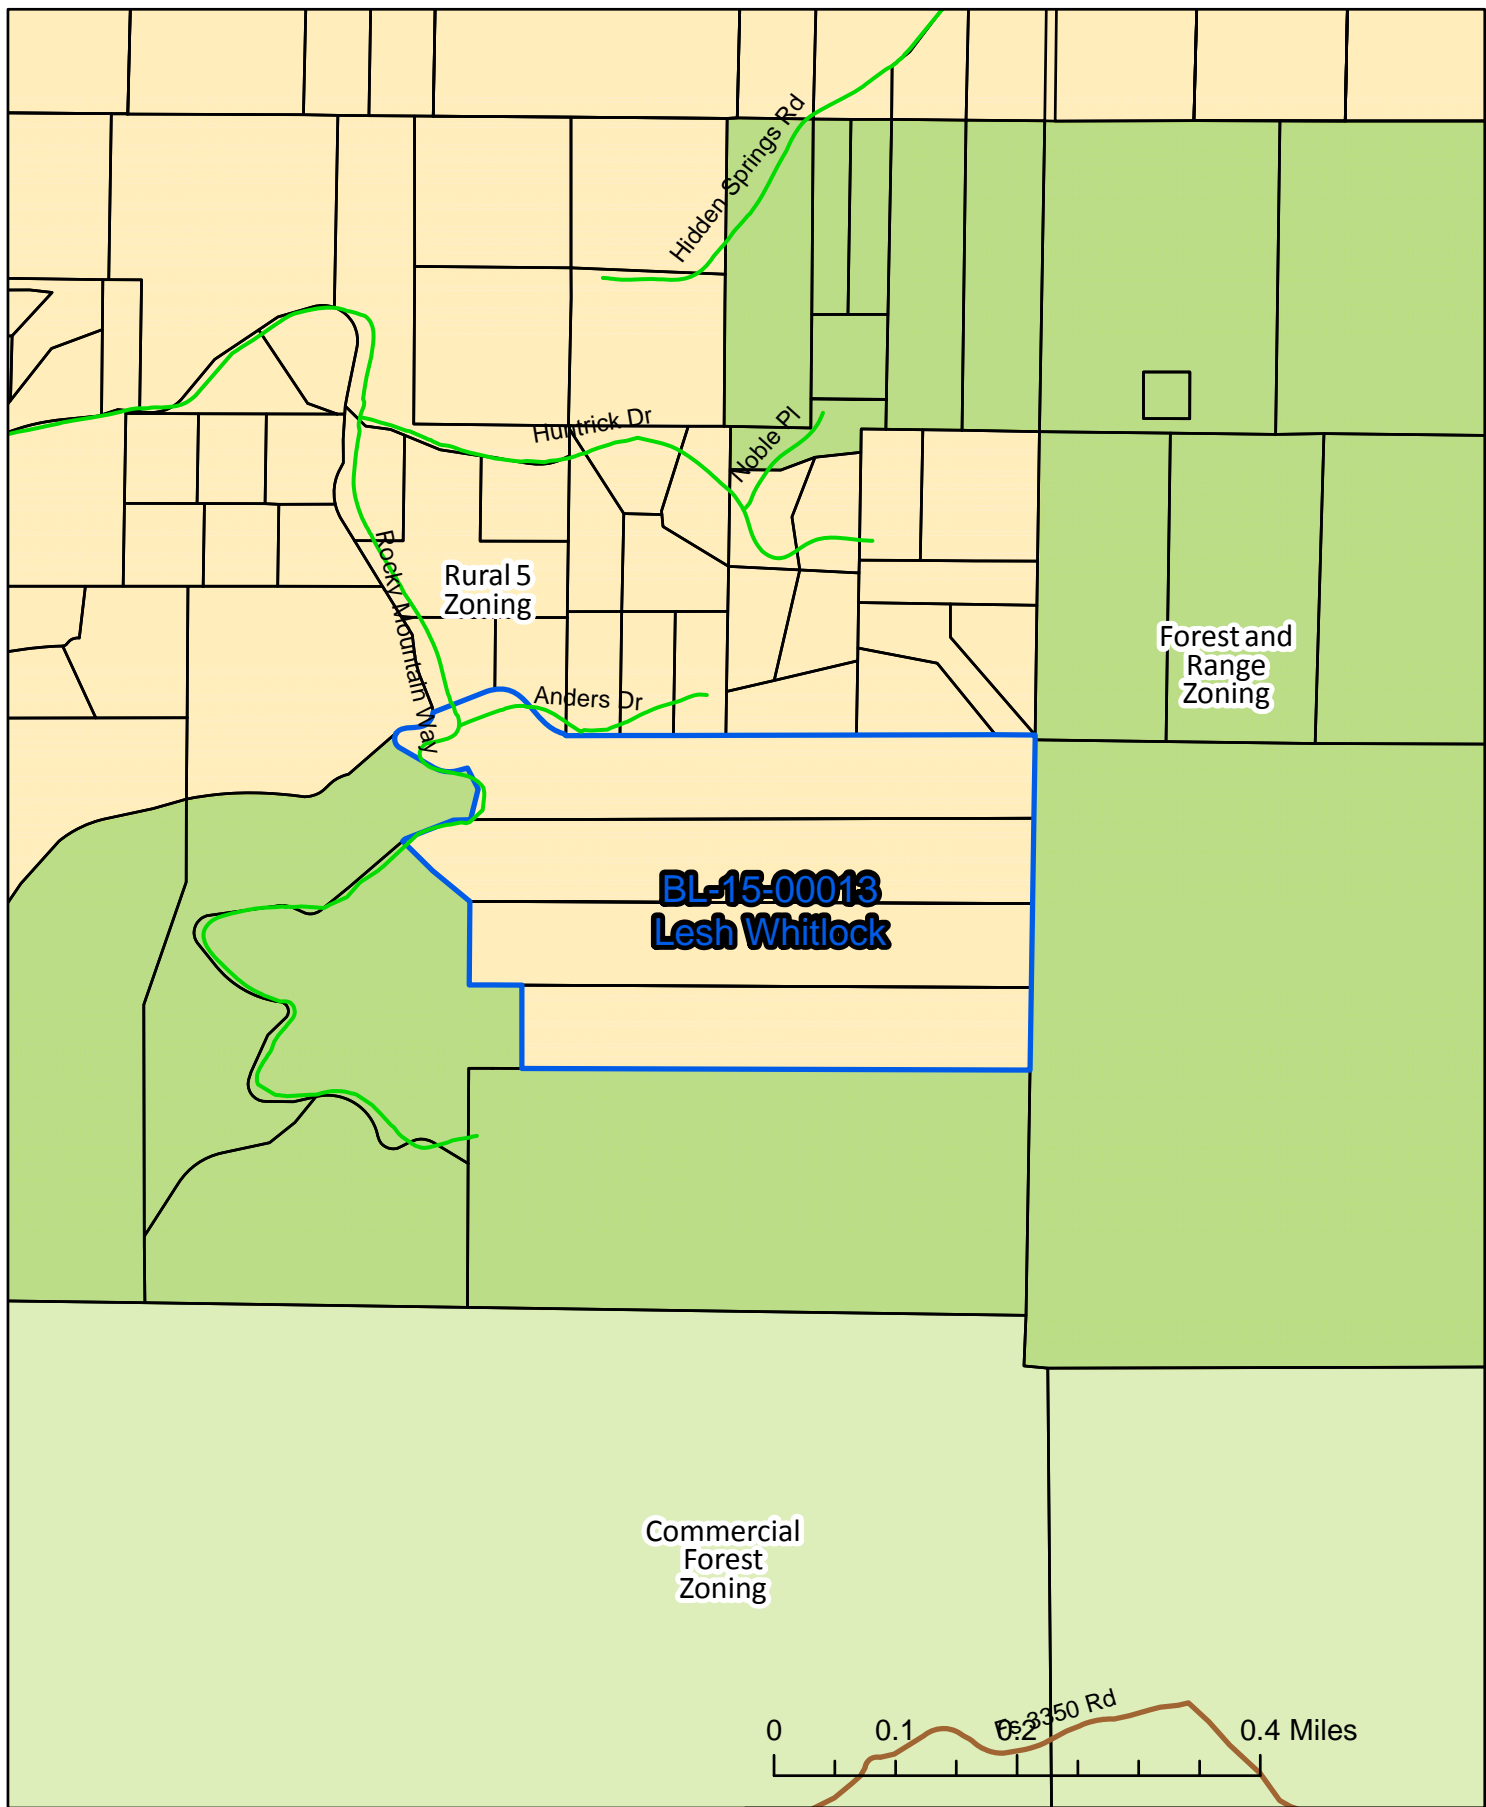 Hidden Springs Rd
Huntrick Dr
Noble Pl
Rocky Mountain Way
Rural 5
Zoning
Forest and
Range
Zoning
Anders Dr
BL-15-00013
Lesh Whitlock
Commercial
Forest
Zoning
Fs 3350 Rd
0 0.1 0.2 0.4 Miles